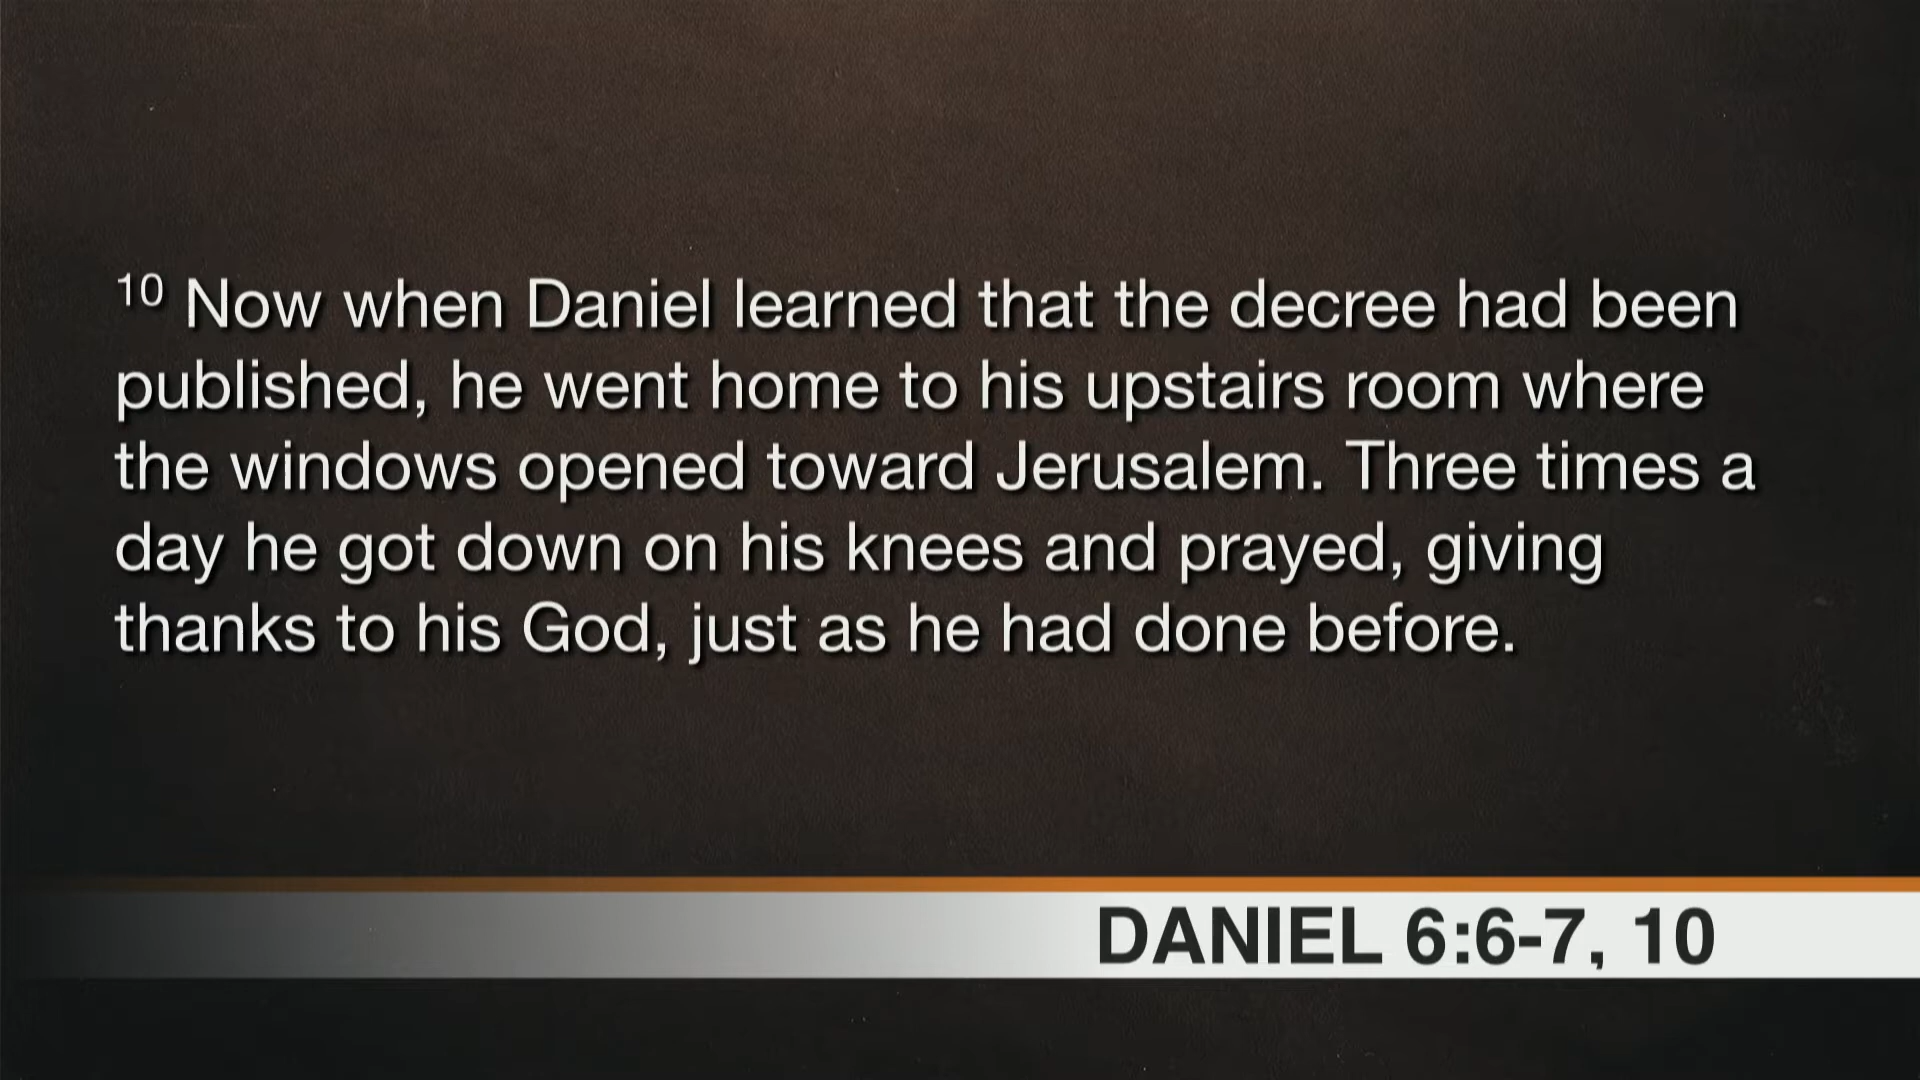 10 Now when Daniel learned that the decree had been
published, he went home to his upstairs room where
the windows opened toward Jerusalem. Three times a
day he got down on his knees and prayed, giving
thanks to his God, just as he had done before.
DANIEL 6:6-7, 10